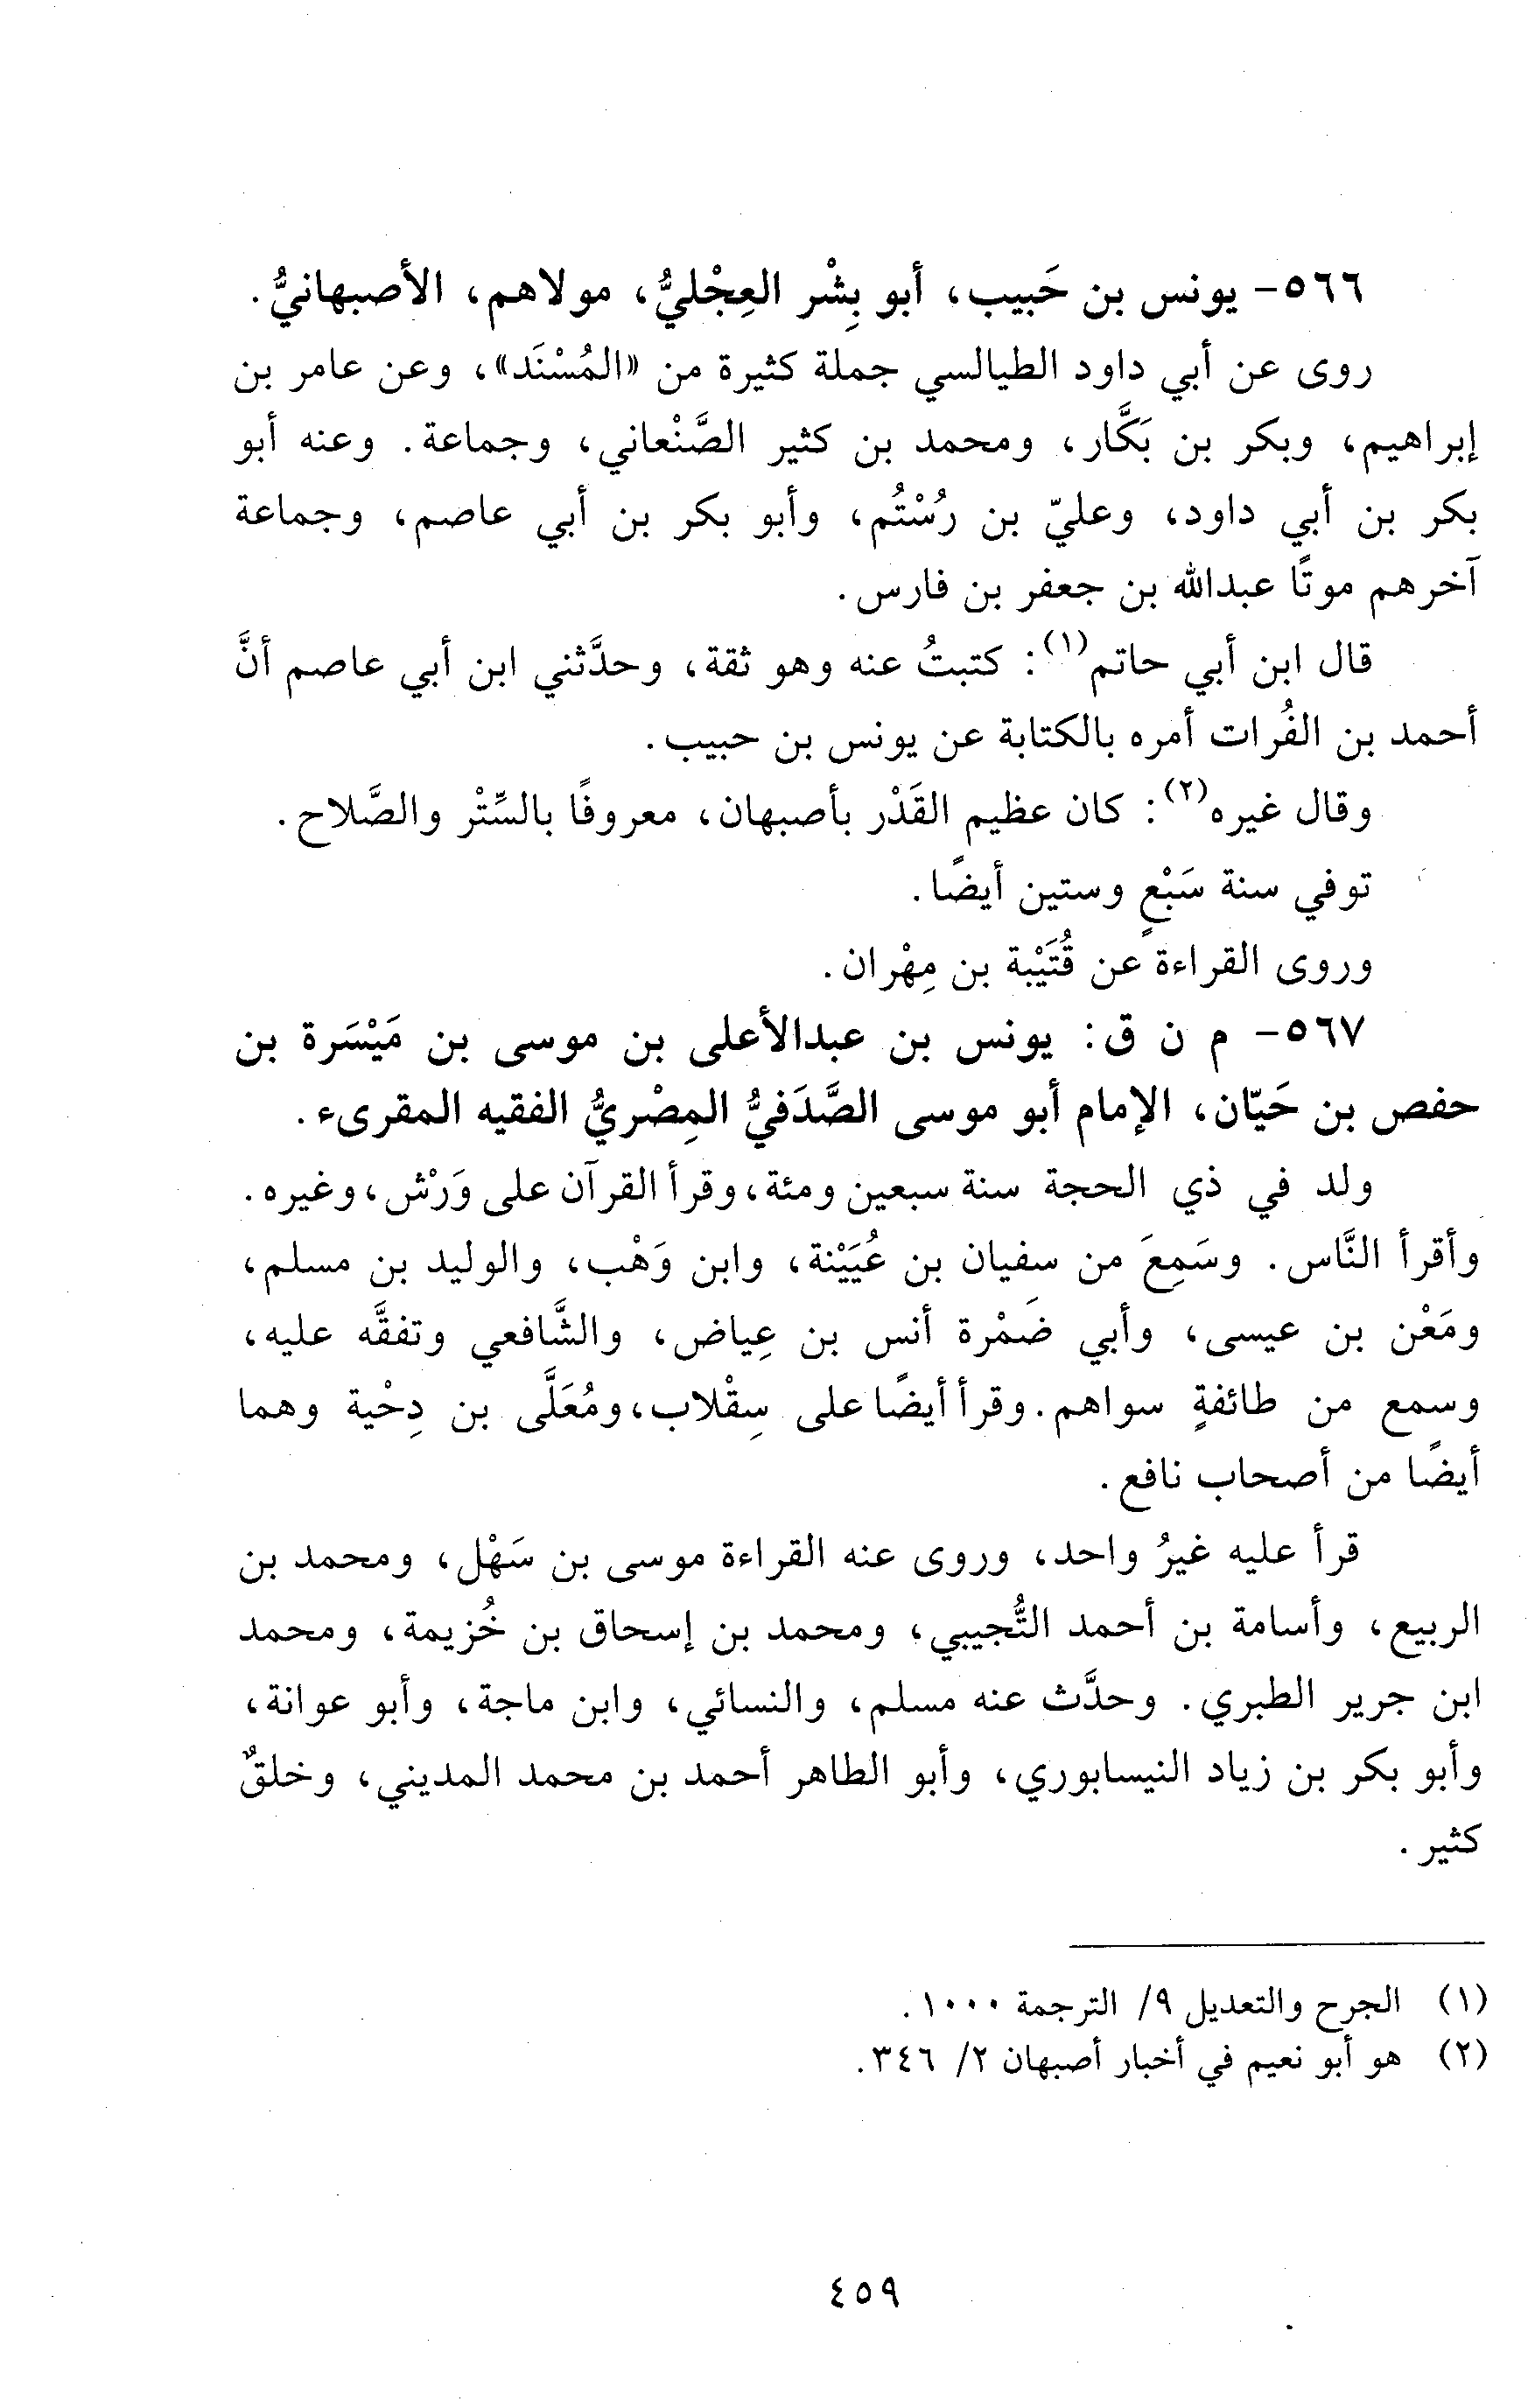 ٥٦٦- يونس بن حَبيب، أبو بِشْر العِجْليُّ، مولاهم، الأصبهانيُّ.
روى عن أبي داود الطيالسي جملة كثيرة من «المُسْنَد»، وعن عامر بن
إبراهيم، وبكر بن بَكَّار، ومحمد بن كثير الصَّنْعاني، وجماعة. وعنه أبو
بكر بن أبي داود، وعليّ بن رُسْتُم، وأبو بكر بن أبي عاصم، وجماعة
آخرهم موتًا عبدالله بن جعفر بن فارس.
قال ابن أبي حاتم(١): كتبتُ عنه وهو ثقة، وحدَّثني ابن أبي عاصم أنَّ
أحمد بن الفُرات أمره بالكتابة عن يونس بن حبيب.
وقال غيره(٢): كان عظيم القَدْر بأصبهان، معروفًا بالسِّتْر والصَّلاح.
توفي سنة سَبْعٍ وستين أيضًا.
وروى القراءة عن قُتَيْبة بن مِهْران.
٥٦٧- م ن ق: يونس بن عبدالأعلى بن موسى بن مَيْسَرة بن
حفص بن حَيّان، الإمام أبو موسى الصَّدَفيُّ المِصْريُّ الفقيه المقرىء.
ولد في ذي الحجة سنة سبعين ومئة، وقرأ القرآن على وَرْش، وغيره.
وأقرأ النَّاس. وسَمِعَ من سفيان بن عُيَيْنة، وابن وَهْب، والوليد بن مسلم،
ومَعْن بن عيسى، وأبي ضَمْرة أنس بن عِياض، والشَّافعي وتفقَّه عليه،
وسمع من طائفةٍ سواهم. وقرأ أيضًا على سِقْلاب، ومُعَلَّى بن دِحْية وهما
أيضًا من أصحاب نافع.
قرأ عليه غيرُ واحد، وروى عنه القراءة موسى بن سَهْل، ومحمد بن
الربيع، وأسامة بن أحمد التُّجيبي، ومحمد بن إسحاق بن خُزيمة، ومحمد
ابن جرير الطبري. وحدَّث عنه مسلم، والنسائي، وابن ماجة، وأبو عوانة،
وأبو بكر بن زياد النيسابوري، وأبو الطاهر أحمد بن محمد المديني، وخلقٌ
كثير.
(١) الجرح والتعديل ٩/ الترجمة ١٠٠٠.
(٢) هو أبو نعيم في أخبار أصبهان ٢/ ٣٤٦.
٤٥٩